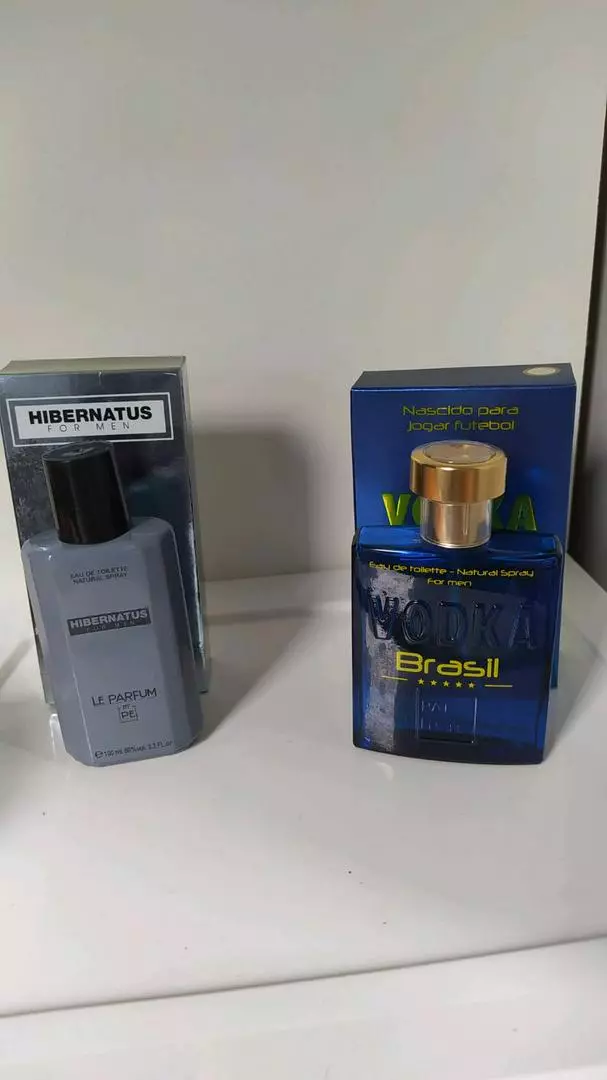 HIBERNATUS
FOR MEN
EAU DE TOILETTE
NATURAL SPRAY
HIBERNATUS
FOR MEN
LE PARFUM
PE
Nascido para
jogar futebol
Eau de toilette - Natural Spray
For men
VODKA
Brasil